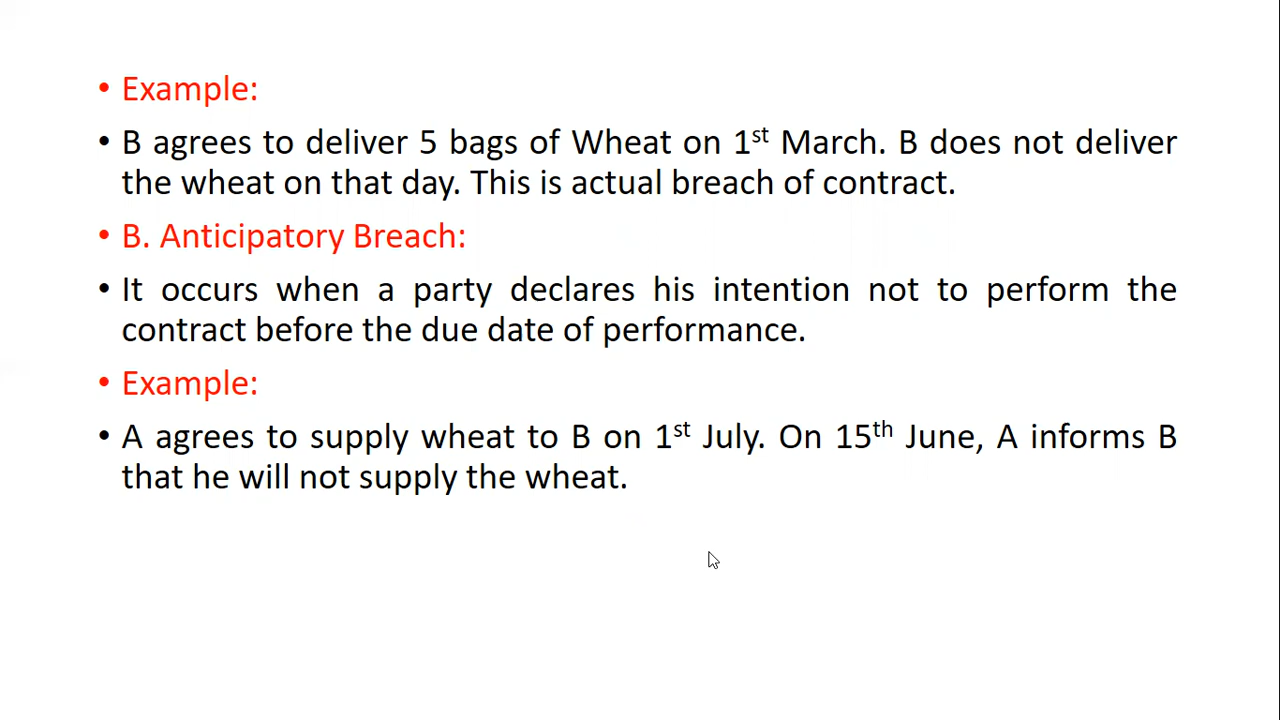 • Example:
• B agrees to deliver 5 bags of Wheat on 1st March. B does not deliver
the wheat on that day. This is actual breach of contract.
• B. Anticipatory Breach:
• It occurs when a party declares his intention not to perform the
contract before the due date of performance.
• Example:
• A agrees to supply wheat to B on 1st July. On 15th June, A informs B
that he will not supply the wheat.